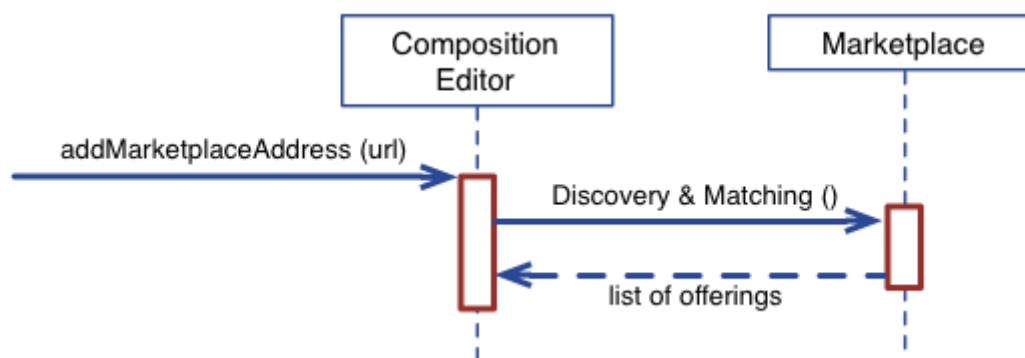 Composition
Editor
Marketplace
addMarketplaceAddress (url)
Discovery & Matching ()
list of offerings